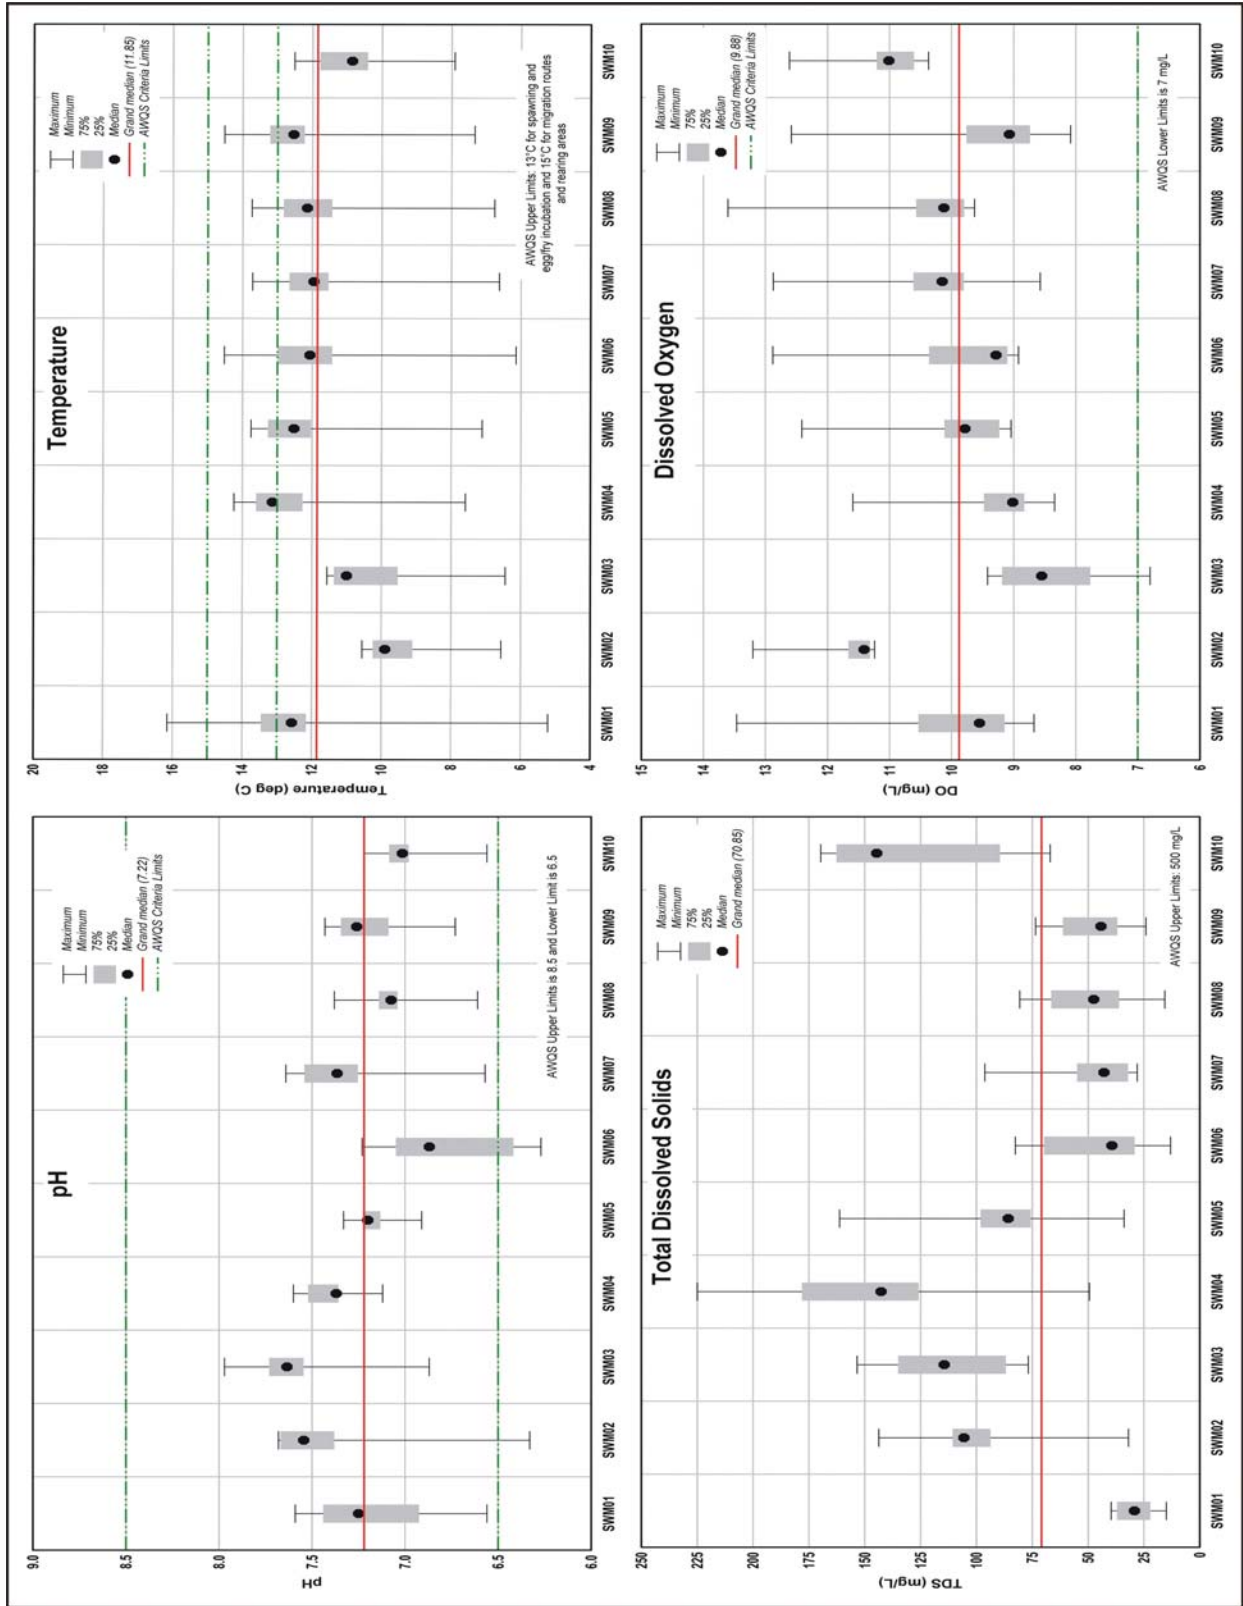 pH
Maximum
Minimum
75%
25%
Median
Grand median (7.22)
AWQS Criteria Limits
9.0
8.5
8.0
7.5
7.0
6.5
6.0
pH
AWQS Upper Limits is 8.5 and Lower Limit is 6.5
SWM01 SWM02 SWM03 SWM04 SWM05 SWM06 SWM07 SWM08 SWM09 SWM10
Temperature
Maximum
Minimum
75%
25%
Median
Grand median (11.85)
AWQS Criteria Limits
20
18
16
14
12
10
8
6
4
Temperature (deg C)
AWQS Upper Limits: 13°C for spawning and
egg/fry incubation and 15°C for migration routes
and rearing areas
SWM01 SWM02 SWM03 SWM04 SWM05 SWM06 SWM07 SWM08 SWM09 SWM10
Total Dissolved Solids
Maximum
Minimum
75%
25%
Median
Grand median (70.85)
250
225
200
175
150
125
100
75
50
25
0
TDS (mg/L)
AWQS Upper Limits: 500 mg/L
SWM01 SWM02 SWM03 SWM04 SWM05 SWM06 SWM07 SWM08 SWM09 SWM10
Dissolved Oxygen
Maximum
Minimum
75%
25%
Median
Grand median (9.88)
AWQS Criteria Limits
15
14
13
12
11
10
9
8
7
6
DO (mg/L)
AWQS Lower Limits is 7 mg/L
SWM01 SWM02 SWM03 SWM04 SWM05 SWM06 SWM07 SWM08 SWM09 SWM10